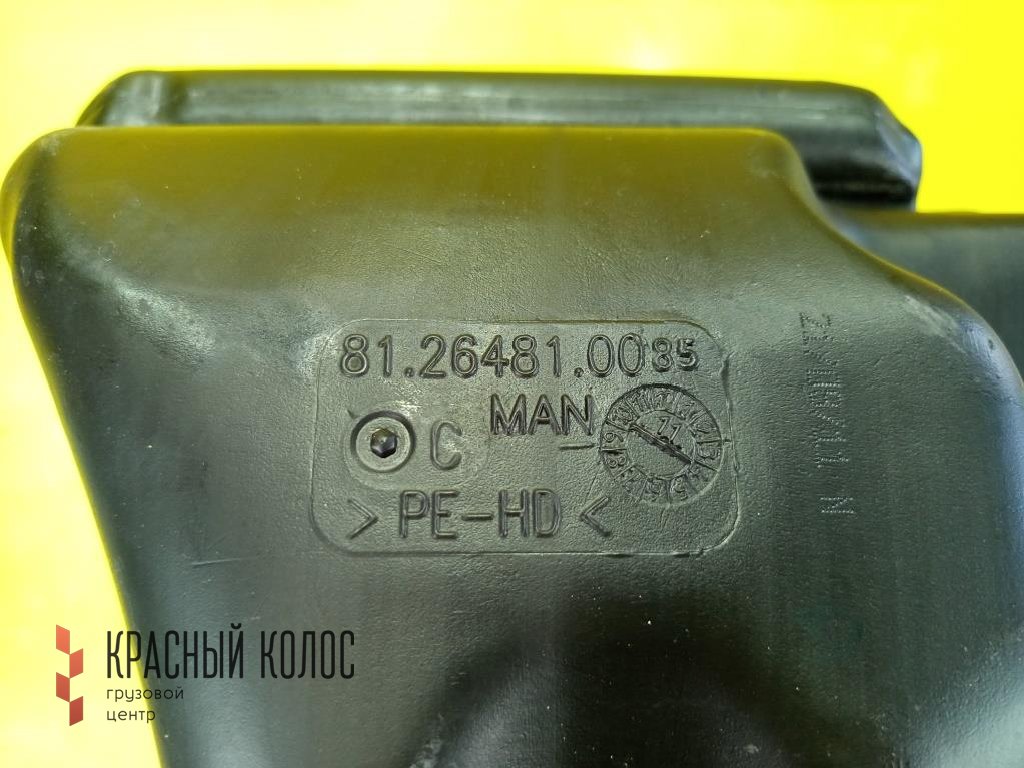 81.26481.0085
MAN
C
> PE-HD <
КРАСНЫЙ КОЛОС
грузовой
центр